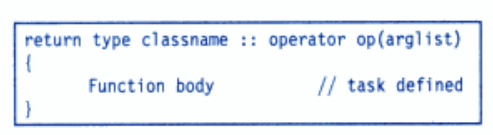 return type classname :: operator op(arglist)
{
Function body // task defined
}